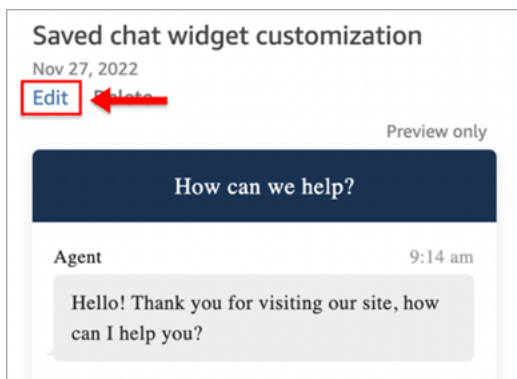 Saved chat widget customization
Nov 27, 2022
Edit Delete
Preview only
How can we help?
Agent 9:14 am
Hello! Thank you for visiting our site, how
can I help you?